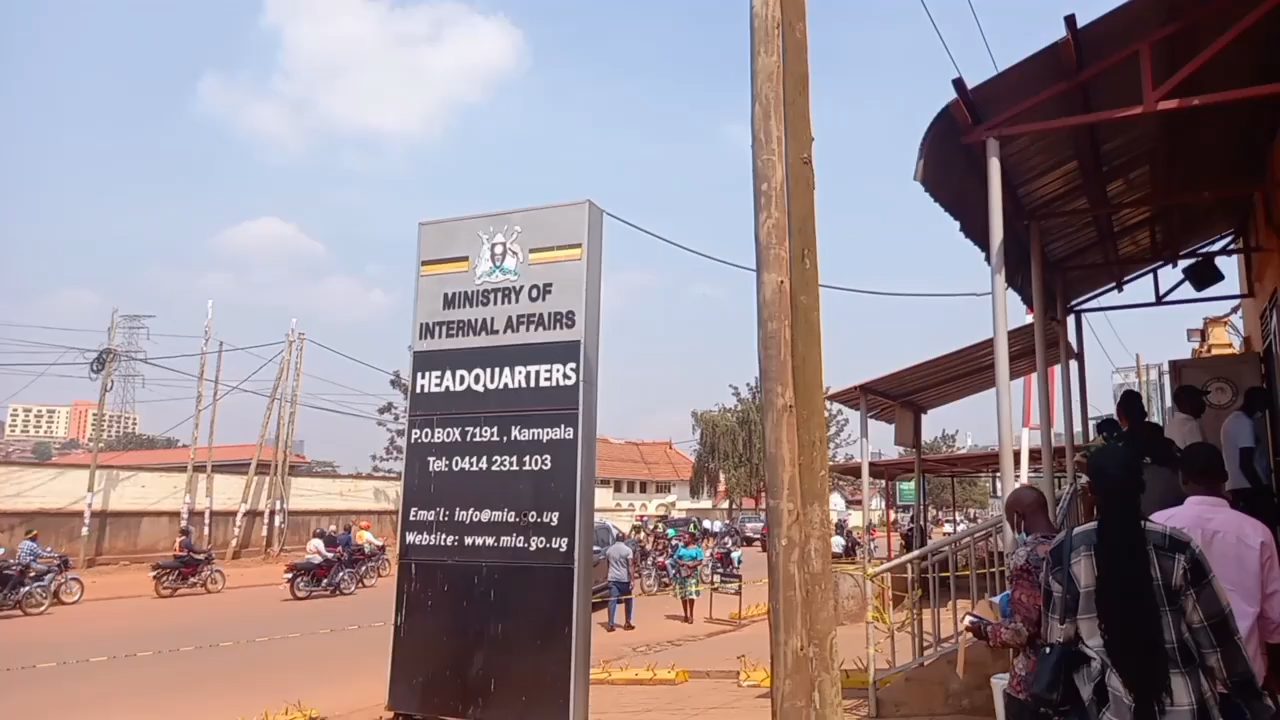 MINISTRY OF
INTERNAL AFFAIRS
HEADQUARTERS
P.O.BOX 7191 , Kampala
Tel: 0414 231 103
Email: info@mia.go.ug
Website: www.mia.go.ug